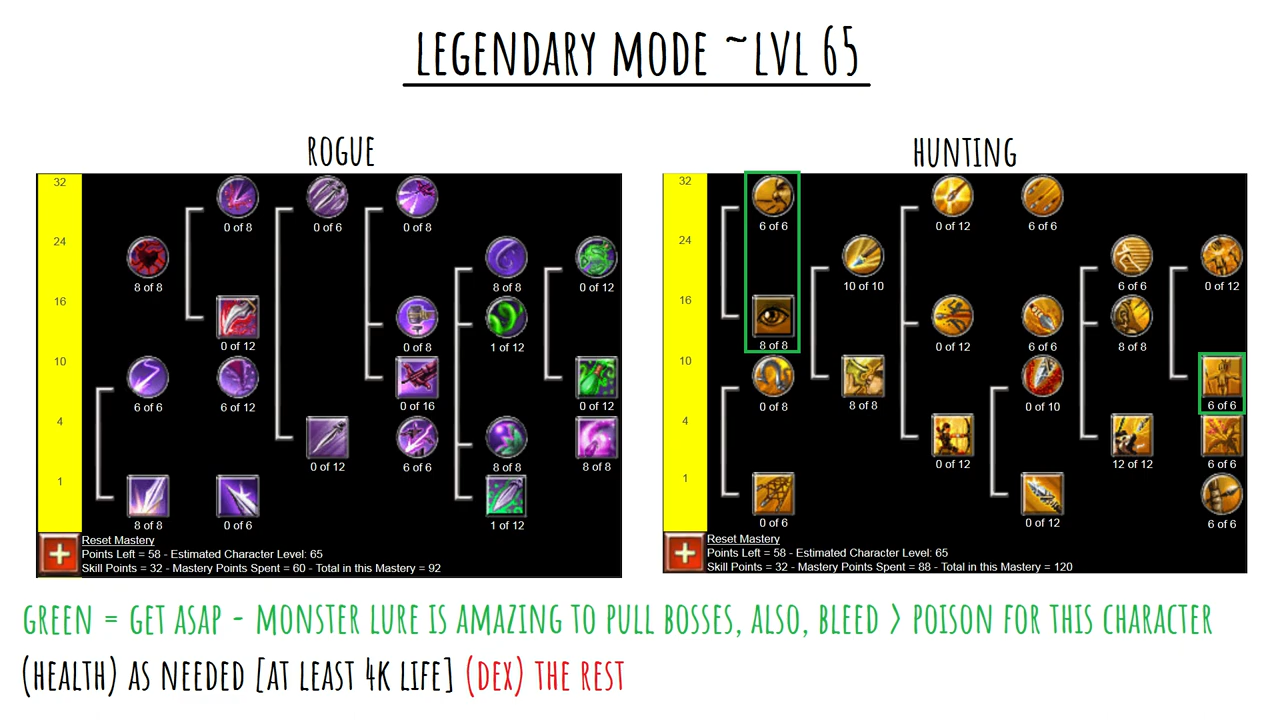 LEGENDARY MODE ~LVL 65
ROGUE
HUNTING
32
0 of 8
0 of 6
0 of 8
24
8 of 8
8 of 8
0 of 12
16
0 of 12
0 of 8
1 of 12
10
6 of 6
6 of 12
0 of 16
0 of 12
4
0 of 12
6 of 6
8 of 8
8 of 8
1
8 of 8
0 of 6
1 of 12
Reset Mastery
Points Left = 58 - Estimated Character Level: 65
Skill Points = 32 - Mastery Points Spent = 60 - Total in this Mastery = 92
32
6 of 6
0 of 12
6 of 6
24
10 of 10
6 of 6
0 of 12
16
8 of 8
0 of 12
6 of 6
8 of 8
10
0 of 8
8 of 8
0 of 10
6 of 6
4
0 of 12
12 of 12
6 of 6
1
0 of 6
0 of 12
6 of 6
Reset Mastery
Points Left = 58 - Estimated Character Level: 65
Skill Points = 32 - Mastery Points Spent = 88 - Total in this Mastery = 120
GREEN = GET ASAP - MONSTER LURE IS AMAZING TO PULL BOSSES, ALSO, BLEED > POISON FOR THIS CHARACTER
(HEALTH) AS NEEDED [AT LEAST 4K LIFE] (DEX) THE REST